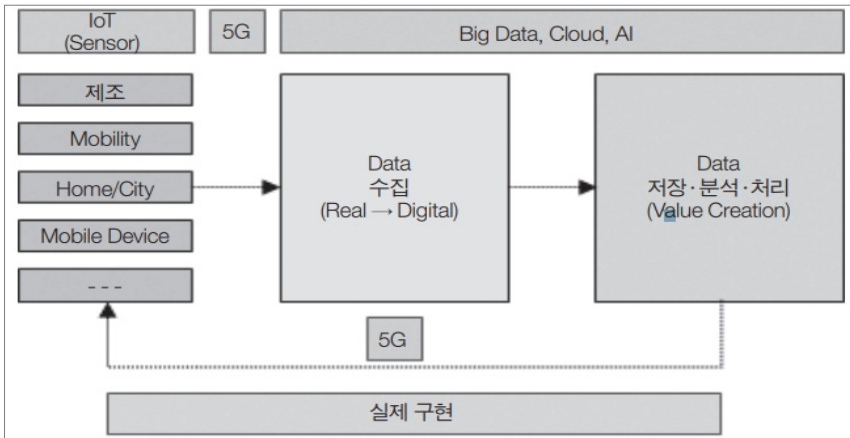 IoT
(Sensor)
5G
Big Data, Cloud, AI
제조
Mobility
Home/City
Mobile Device
---
Data
수집
(Real → Digital)
Data
저장·분석·처리
(Value Creation)
5G
실제 구현